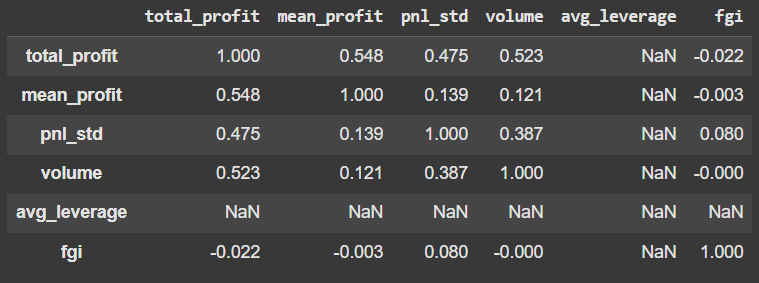 total_profit mean_profit pnl_std volume avg_leverage fgi
total_profit 1.000 0.548 0.475 0.523 NaN -0.022
mean_profit 0.548 1.000 0.139 0.121 NaN -0.003
pnl_std 0.475 0.139 1.000 0.387 NaN 0.080
volume 0.523 0.121 0.387 1.000 NaN -0.000
avg_leverage NaN NaN NaN NaN NaN NaN
fgi -0.022 -0.003 0.080 -0.000 NaN 1.000